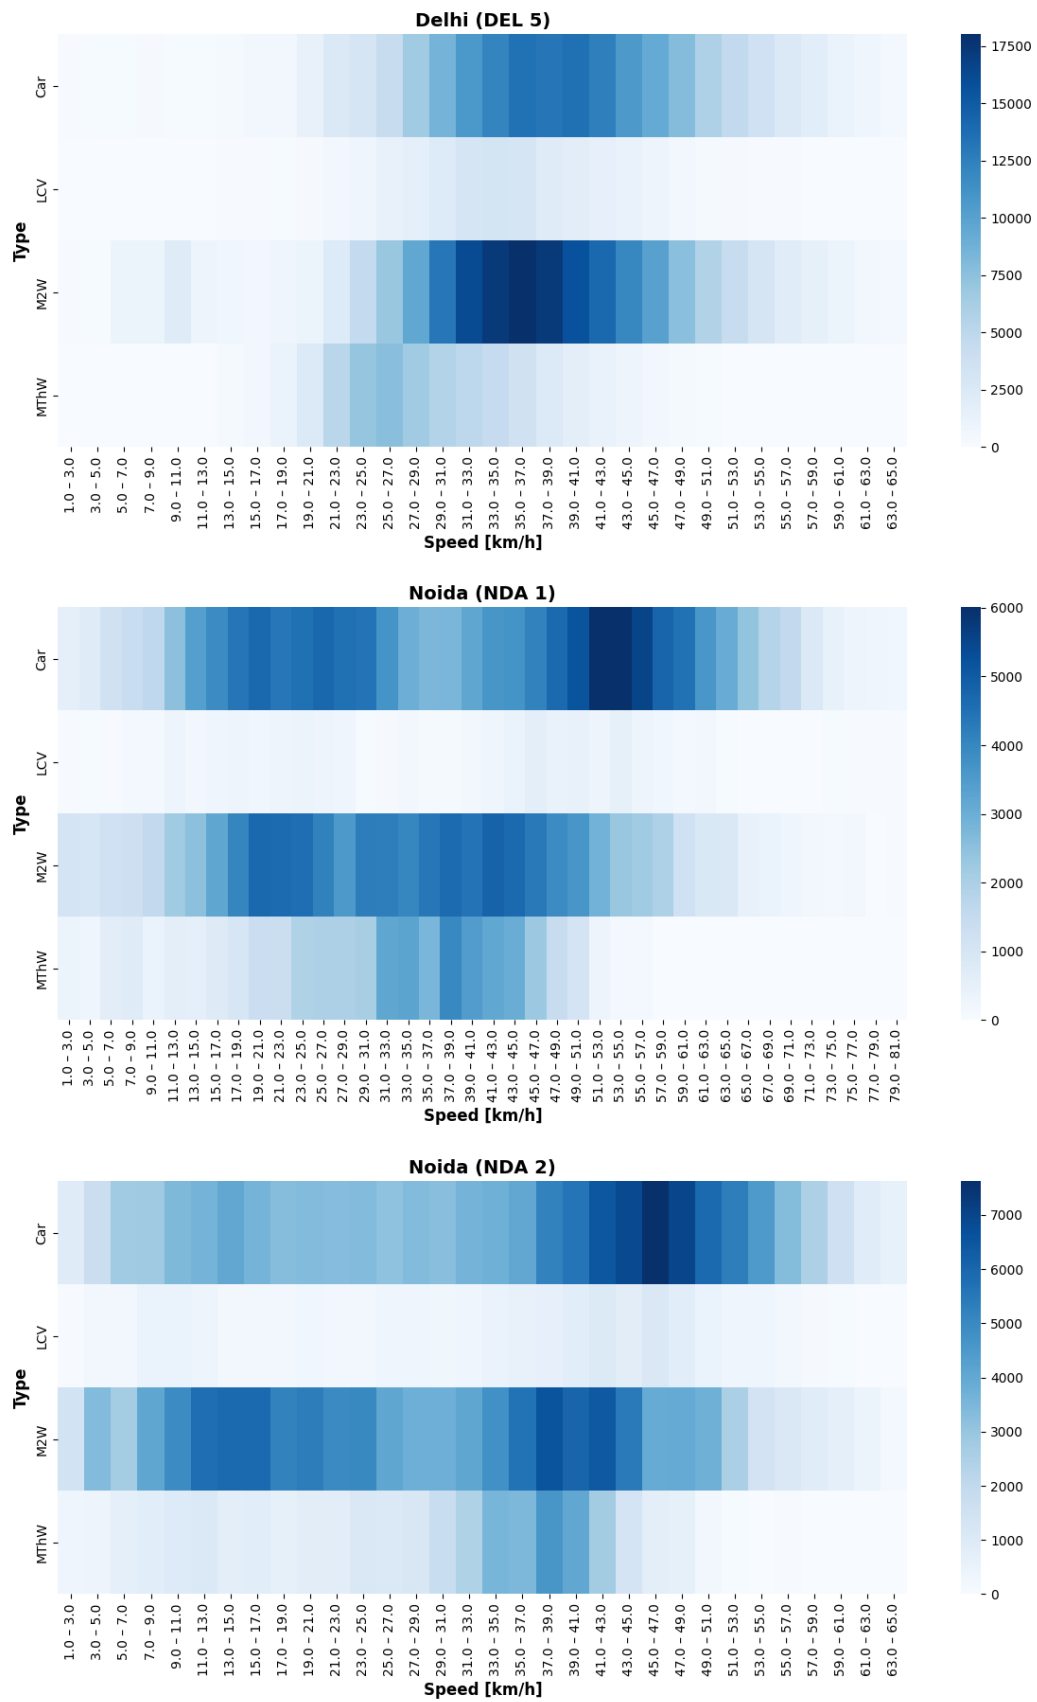 Delhi (DEL 5)
Type
Car
LCV
M2W
MThW
1.0 – 3.0
3.0 – 5.0
5.0 – 7.0
7.0 – 9.0
9.0 – 11.0
11.0 – 13.0
13.0 – 15.0
15.0 – 17.0
17.0 – 19.0
19.0 – 21.0
21.0 – 23.0
23.0 – 25.0
25.0 – 27.0
27.0 – 29.0
29.0 – 31.0
31.0 – 33.0
33.0 – 35.0
35.0 – 37.0
37.0 – 39.0
39.0 – 41.0
41.0 – 43.0
43.0 – 45.0
45.0 – 47.0
47.0 – 49.0
49.0 – 51.0
51.0 – 53.0
53.0 – 55.0
55.0 – 57.0
57.0 – 59.0
59.0 – 61.0
61.0 – 63.0
63.0 – 65.0
Speed [km/h]
17500
15000
12500
10000
7500
5000
2500
0
Noida (NDA 1)
Type
Car
LCV
M2W
MThW
1.0 – 3.0
3.0 – 5.0
5.0 – 7.0
7.0 – 9.0
9.0 – 11.0
11.0 – 13.0
13.0 – 15.0
15.0 – 17.0
17.0 – 19.0
19.0 – 21.0
21.0 – 23.0
23.0 – 25.0
25.0 – 27.0
27.0 – 29.0
29.0 – 31.0
31.0 – 33.0
33.0 – 35.0
35.0 – 37.0
37.0 – 39.0
39.0 – 41.0
41.0 – 43.0
43.0 – 45.0
45.0 – 47.0
47.0 – 49.0
49.0 – 51.0
51.0 – 53.0
53.0 – 55.0
55.0 – 57.0
57.0 – 59.0
59.0 – 61.0
61.0 – 63.0
63.0 – 65.0
65.0 – 67.0
67.0 – 69.0
69.0 – 71.0
71.0 – 73.0
73.0 – 75.0
75.0 – 77.0
77.0 – 79.0
79.0 – 81.0
Speed [km/h]
6000
5000
4000
3000
2000
1000
0
Noida (NDA 2)
Type
Car
LCV
M2W
MThW
1.0 – 3.0
3.0 – 5.0
5.0 – 7.0
7.0 – 9.0
9.0 – 11.0
11.0 – 13.0
13.0 – 15.0
15.0 – 17.0
17.0 – 19.0
19.0 – 21.0
21.0 – 23.0
23.0 – 25.0
25.0 – 27.0
27.0 – 29.0
29.0 – 31.0
31.0 – 33.0
33.0 – 35.0
35.0 – 37.0
37.0 – 39.0
39.0 – 41.0
41.0 – 43.0
43.0 – 45.0
45.0 – 47.0
47.0 – 49.0
49.0 – 51.0
51.0 – 53.0
53.0 – 55.0
55.0 – 57.0
57.0 – 59.0
59.0 – 61.0
61.0 – 63.0
63.0 – 65.0
Speed [km/h]
7000
6000
5000
4000
3000
2000
1000
0